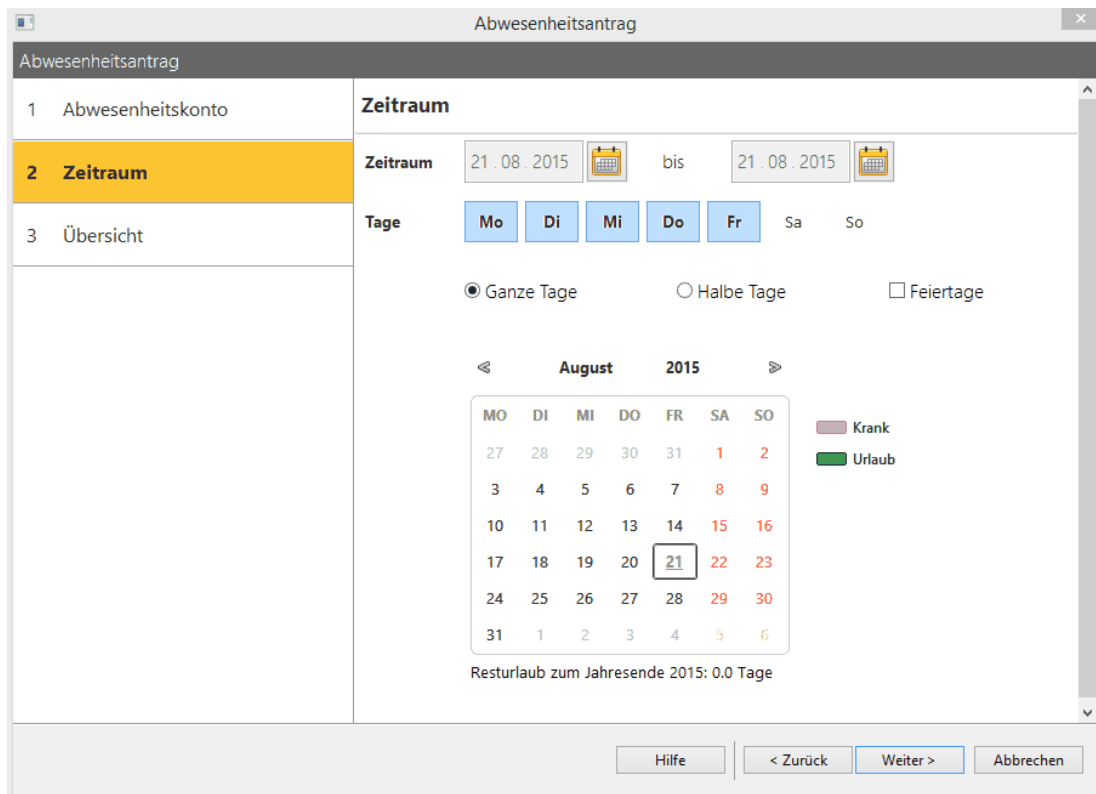 Abwesenheitsantrag
Abwesenheitsantrag
1 Abwesenheitskonto
2 Zeitraum
3 Übersicht
Zeitraum
Zeitraum 21 . 08 . 2015 bis 21 . 08 . 2015
Tage Mo Di Mi Do Fr Sa So
Ganze Tage Halbe Tage Feiertage
August 2015
MO DI MI DO FR SA SO
27 28 29 30 31 1 2
3 4 5 6 7 8 9
10 11 12 13 14 15 16
17 18 19 20 21 22 23
24 25 26 27 28 29 30
31 1 2 3 4 5 6
Krank
Urlaub
Resturlaub zum Jahresende 2015: 0.0 Tage
Hilfe < Zurück Weiter > Abbrechen